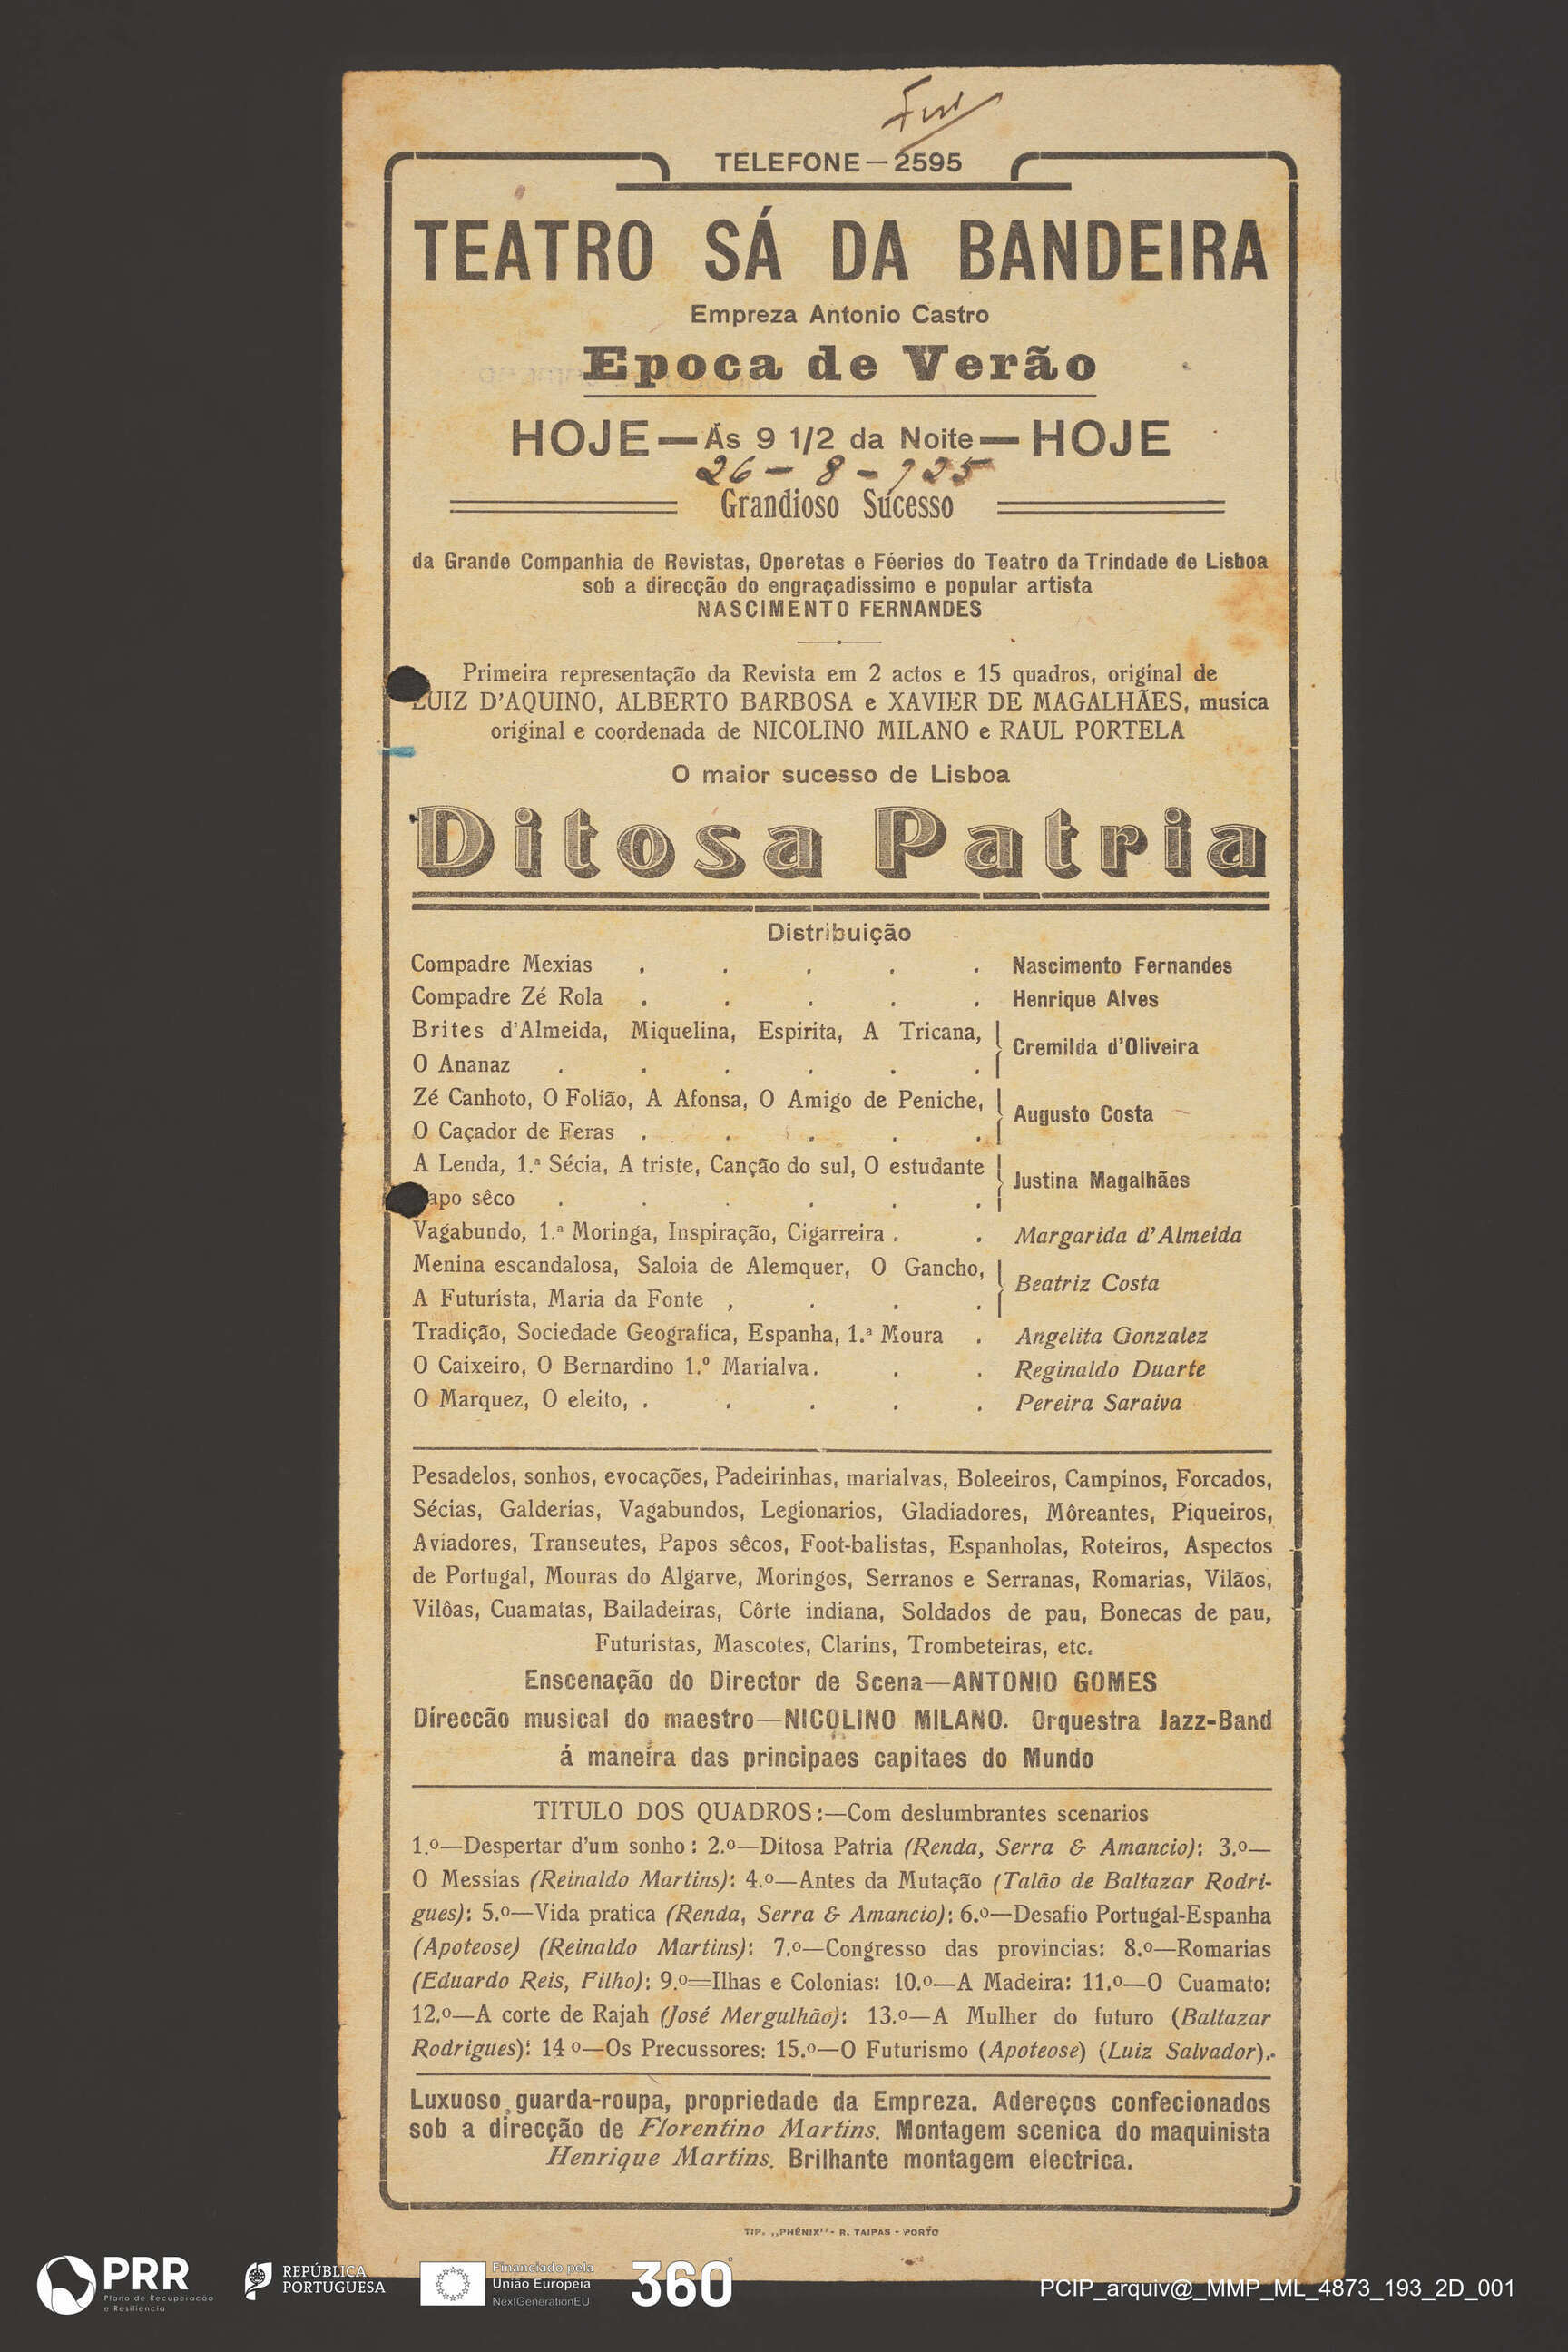 TELEFONE — 2595
TEATRO SÁ DA BANDEIRA
Empreza Antonio Castro
Epoca de Verão
HOJE — Ás 9 1/2 da Noite — HOJE
26 - 8 - 925
Grandioso Sucesso
da Grande Companhia de Revistas, Operetas e Féeries do Teatro da Trindade de Lisboa
sob a direcção do engraçadissimo e popular artista
NASCIMENTO FERNANDES
Primeira representação da Revista em 2 actos e 15 quadros, original de
LUIZ D'AQUINO, ALBERTO BARBOSA e XAVIER DE MAGALHÃES, musica
original e coordenada de NICOLINO MILANO e RAUL PORTELA
O maior sucesso de Lisboa
Ditosa Patria
Distribuição
Compadre Mexias . . . . . Nascimento Fernandes
Compadre Zé Rola . . . . . Henrique Alves
Brites d'Almeida, Miquelina, Espirita, A Tricana,
O Ananaz . . . . . . Cremilda d'Oliveira
Zé Canhoto, O Folião, A Afonsa, O Amigo de Peniche,
O Caçador de Feras . . . . . Augusto Costa
A Lenda, 1.ª Sécia, A triste, Canção do sul, O estudante
apo sêco . . . . . . Justina Magalhães
Vagabundo, 1.ª Moringa, Inspiração, Cigarreira . . Margarida d'Almeida
Menina escandalosa, Saloia de Alemquer, O Gancho,
A Futurista, Maria da Fonte , . . . Beatriz Costa
Tradição, Sociedade Geografica, Espanha, 1.ª Moura . Angelita Gonzalez
O Caixeiro, O Bernardino 1.º Marialva. . . Reginaldo Duarte
O Marquez, O eleito, . . . . . Pereira Saraiva
Pesadelos, sonhos, evocações, Padeirinhas, marialvas, Boleeiros, Campinos, Forcados,
Sécias, Galderias, Vagabundos, Legionarios, Gladiadores, Môreantes, Piqueiros,
Aviadores, Transeutes, Papos sêcos, Foot-balistas, Espanholas, Roteiros, Aspectos
de Portugal, Mouras do Algarve, Moringos, Serranos e Serranas, Romarias, Vilãos,
Vilôas, Cuamatas, Bailadeiras, Côrte indiana, Soldados de pau, Bonecas de pau,
Futuristas, Mascotes, Clarins, Trombeteiras, etc.
Enscenação do Director de Scena—ANTONIO GOMES
Direccão musical do maestro—NICOLINO MILANO. Orquestra Jazz-Band
á maneira das principaes capitaes do Mundo
TITULO DOS QUADROS:—Com deslumbrantes scenarios
1.º—Despertar d'um sonho: 2.º—Ditosa Patria (Renda, Serra & Amancio): 3.º—
O Messias (Reinaldo Martins): 4.º—Antes da Mutação (Talão de Baltazar Rodri-
gues): 5.º—Vida pratica (Renda, Serra & Amancio): 6.º—Desafio Portugal-Espanha
(Apoteose) (Reinaldo Martins): 7.º—Congresso das provincias: 8.º—Romarias
(Eduardo Reis, Filho): 9.º=Ilhas e Colonias: 10.º—A Madeira: 11.º—O Cuamato:
12.º—A corte de Rajah (José Mergulhão): 13.º—A Mulher do futuro (Baltazar
Rodrigues): 14 º—Os Precussores: 15.º—O Futurismo (Apoteose) (Luiz Salvador).
Luxuoso guarda-roupa, propriedade da Empreza. Adereços confecionados
sob a direcção de Florentino Martins. Montagem scenica do maquinista
Henrique Martins. Brilhante montagem electrica.
TIP. ,,PHÉNIX''- R. TAIPAS - PORTO
PRR
Plano de Recuperação
e Resiliência
REPÚBLICA
PORTUGUESA
Financiado pela
União Europeia
NextGenerationEU
360°
PCIP_arquiv@_MMP_ML_4873_193_2D_001